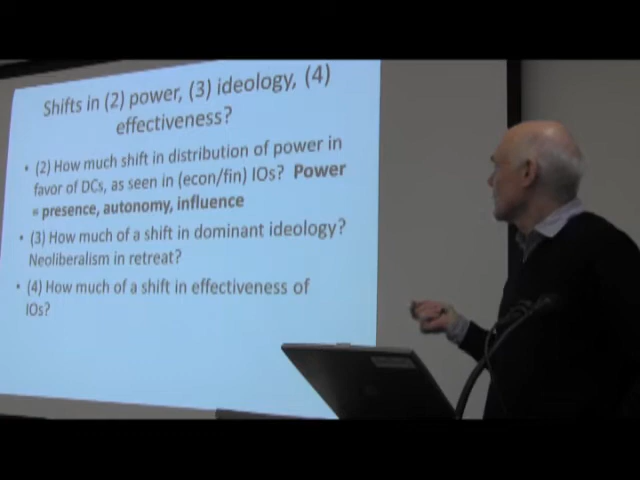 Shifts in (2) power, (3) ideology, (4)
effectiveness?
• (2) How much shift in distribution of power in
favor of DCs, as seen in (econ/fin) IOs? Power
= presence, autonomy, influence
• (3) How much of a shift in dominant ideology?
Neoliberalism in retreat?
• (4) How much of a shift in effectiveness of
IOs?